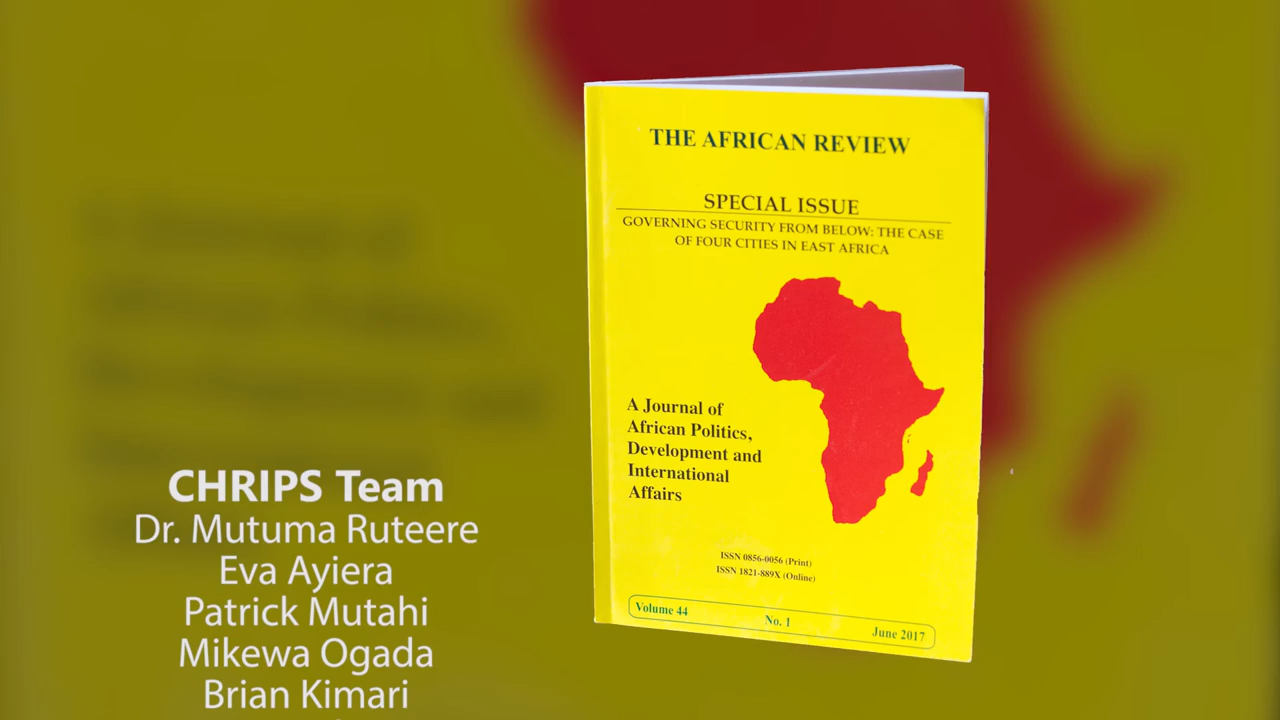 THE AFRICAN REVIEW
SPECIAL ISSUE
GOVERNING SECURITY FROM BELOW: THE CASE
OF FOUR CITIES IN EAST AFRICA
A Journal of
African Politics,
Development and
International
Affairs
ISSN 0856-0056 (Print)
ISSN 1821-889X (Online)
Volume 44 No. 1 June 2017
CHRIPS Team
Dr. Mutuma Ruteere
Eva Ayiera
Patrick Mutahi
Mikewa Ogada
Brian Kimari